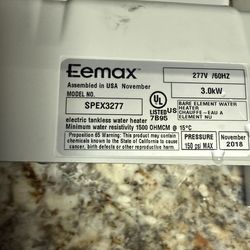 Eemax®
277V /60HZ
Assembled in USA November
MODEL NO.
3.0kW
SPEX3277
UL LISTED US
7B95
BARE ELEMENT WATER
HEATER
CHAUFFE-EAU A
ELEMENT NU
electric tankless water heater
Minimum water resistivity 1500 OHMCM @ 15°C
Proposition 65 Warning: This product may contain
chemicals known to the State of California to cause
cancer, birth defects or other reproductive harm.
PRESSURE
150 psi MAX
November
2018